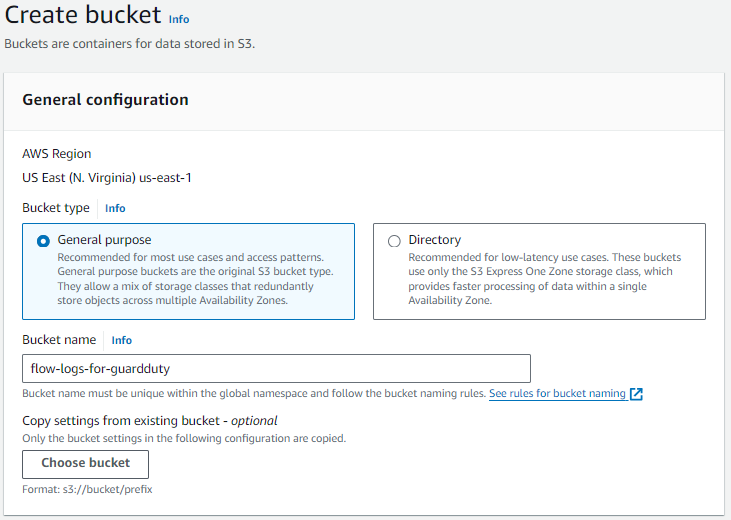 Create bucket Info
Buckets are containers for data stored in S3.
General configuration
AWS Region
US East (N. Virginia) us-east-1
Bucket type Info
General purpose
Recommended for most use cases and access patterns.
General purpose buckets are the original S3 bucket type.
They allow a mix of storage classes that redundantly
store objects across multiple Availability Zones.
Directory
Recommended for low-latency use cases. These buckets
use only the S3 Express One Zone storage class, which
provides faster processing of data within a single
Availability Zone.
Bucket name Info
flow-logs-for-guardduty
Bucket name must be unique within the global namespace and follow the bucket naming rules. See rules for bucket naming
Copy settings from existing bucket - optional
Only the bucket settings in the following configuration are copied.
Choose bucket
Format: s3://bucket/prefix